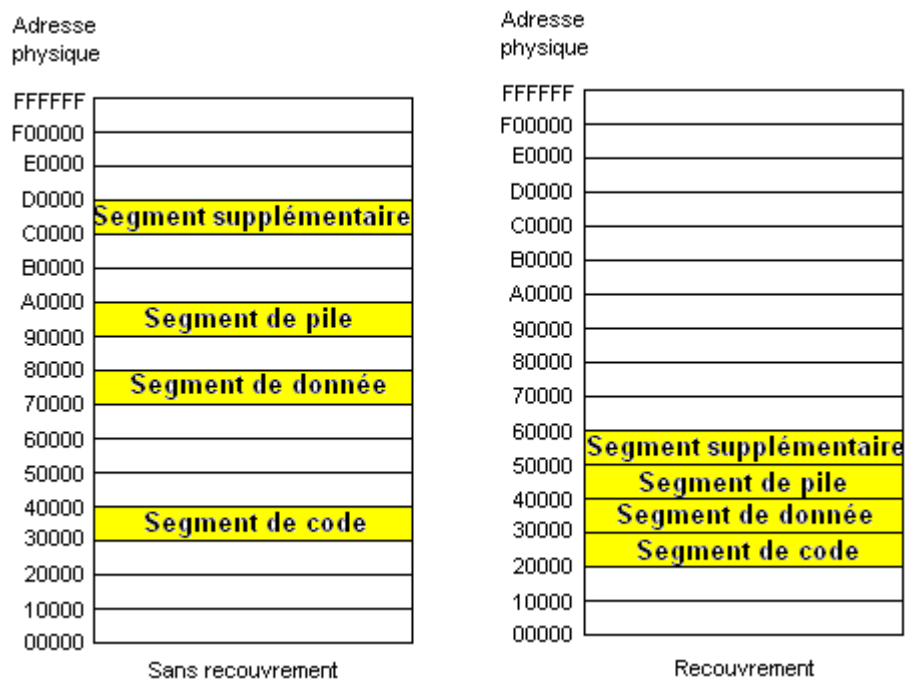 Adresse
physique
FFFFFF
F00000
E0000
D0000
Segment supplémentaire
C0000
B0000
A0000
Segment de pile
90000
80000
Segment de donnée
70000
60000
50000
40000
Segment de code
30000
20000
10000
00000
Sans recouvrement
Adresse
physique
FFFFFF
F00000
E0000
D0000
C0000
B0000
A0000
90000
80000
70000
60000
Segment supplémentaire
50000
Segment de pile
40000
Segment de donnée
30000
Segment de code
20000
10000
00000
Recouvrement